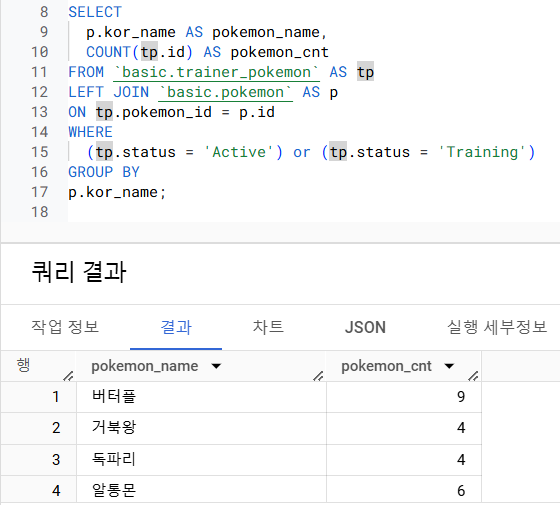 8 SELECT
9 p.kor_name AS pokemon_name,
10 COUNT(tp.id) AS pokemon_cnt
11 FROM `basic.trainer_pokemon` AS tp
12 LEFT JOIN `basic.pokemon` AS p
13 ON tp.pokemon_id = p.id
14 WHERE
15 (tp.status = 'Active') or (tp.status = 'Training')
16 GROUP BY
17 p.kor_name;
18
쿼리 결과
작업 정보 결과 차트 JSON 실행 세부정보
행 pokemon_name pokemon_cnt
1 버터플 9
2 거북왕 4
3 독파리 4
4 알통몬 6